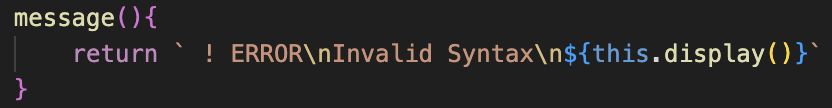 message(){
    return ` ! ERROR\nInvalid Syntax\n${this.display()}`
}